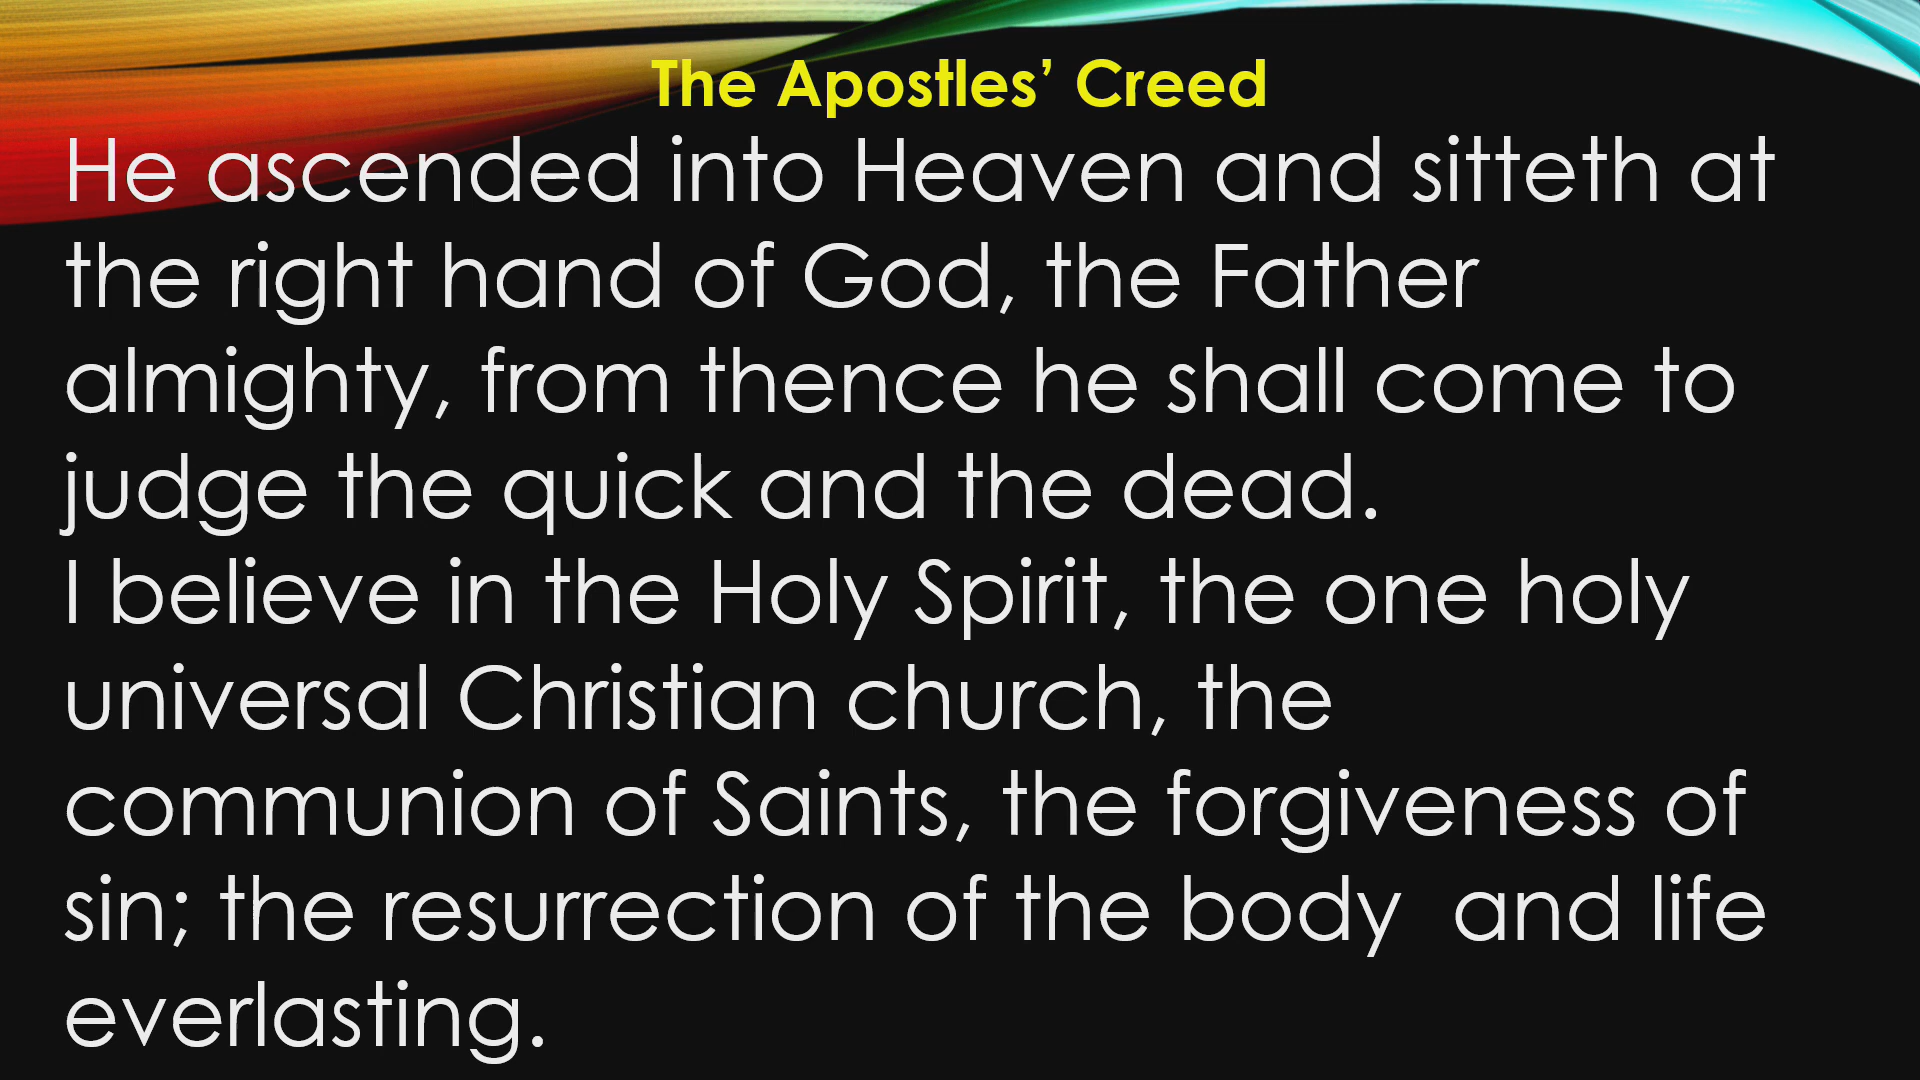 The Apostles’ Creed
He ascended into Heaven and sitteth at
the right hand of God, the Father
almighty, from thence he shall come to
judge the quick and the dead.
I believe in the Holy Spirit, the one holy
universal Christian church, the
communion of Saints, the forgiveness of
sin; the resurrection of the body  and life
everlasting.